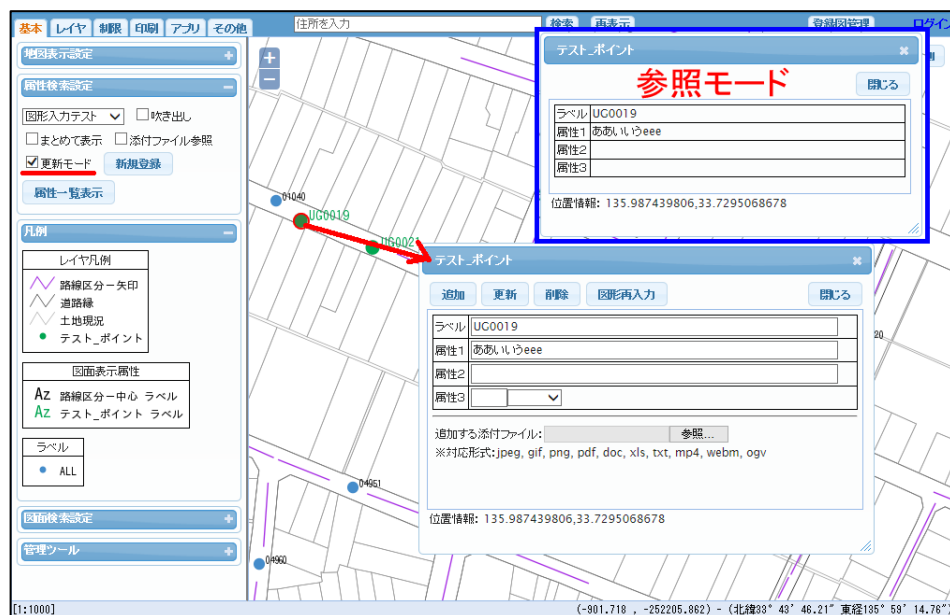 基本 レイヤ 制限 印刷 アプリ その他 住所を入力 検索 再表示 登録図管理 ログイン
地図表示設定
属性検索設定
図形入力テスト 吹き出し
まとめて表示 添付ファイル参照
更新モード 新規登録
属性一覧表示
凡例
レイヤ凡例
路線区分－矢印
道路縁
土地現況
テスト_ポイント
図面表示属性
Az 路線区分－中心 ラベル
Az テスト_ポイント ラベル
ラベル
ALL
図面検索設定
管理ツール
テスト_ポイント
参照モード
閉じる
ラベル UG0019
属性1 ああいいうeee
属性2
属性3
位置情報: 135.987439806,33.7295068678
01040
UG0019
UG0021
テスト_ポイント
追加 更新 削除 図形再入力 閉じる
ラベル UG0019
属性1 ああいいうeee
属性2
属性3
追加する添付ファイル: 参照...
※対応形式:jpeg, gif, png, pdf, doc, xls, txt, mp4, webm, ogv
位置情報: 135.987439806,33.7295068678
20
04951
04960
[1:1000] (-901.718 , -252205.862) - (北緯33° 43′ 46.21″ 東経135° 59′ 14.76″